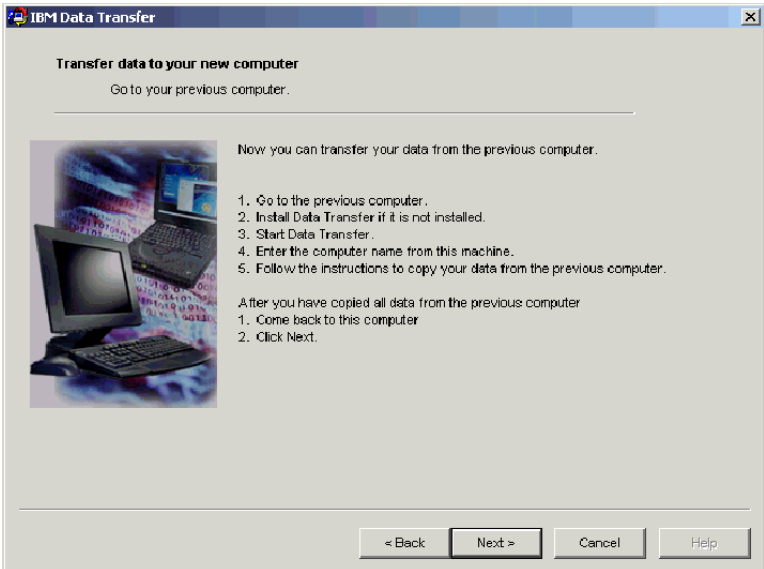 IBM Data Transfer
Transfer data to your new computer
Go to your previous computer.
Now you can transfer your data from the previous computer.
1. Go to the previous computer.
2. Install Data Transfer if it is not installed.
3. Start Data Transfer.
4. Enter the computer name from this machine.
5. Follow the instructions to copy your data from the previous computer.
After you have copied all data from the previous computer
1. Come back to this computer
2. Click Next.
< Back
Next >
Cancel
Help